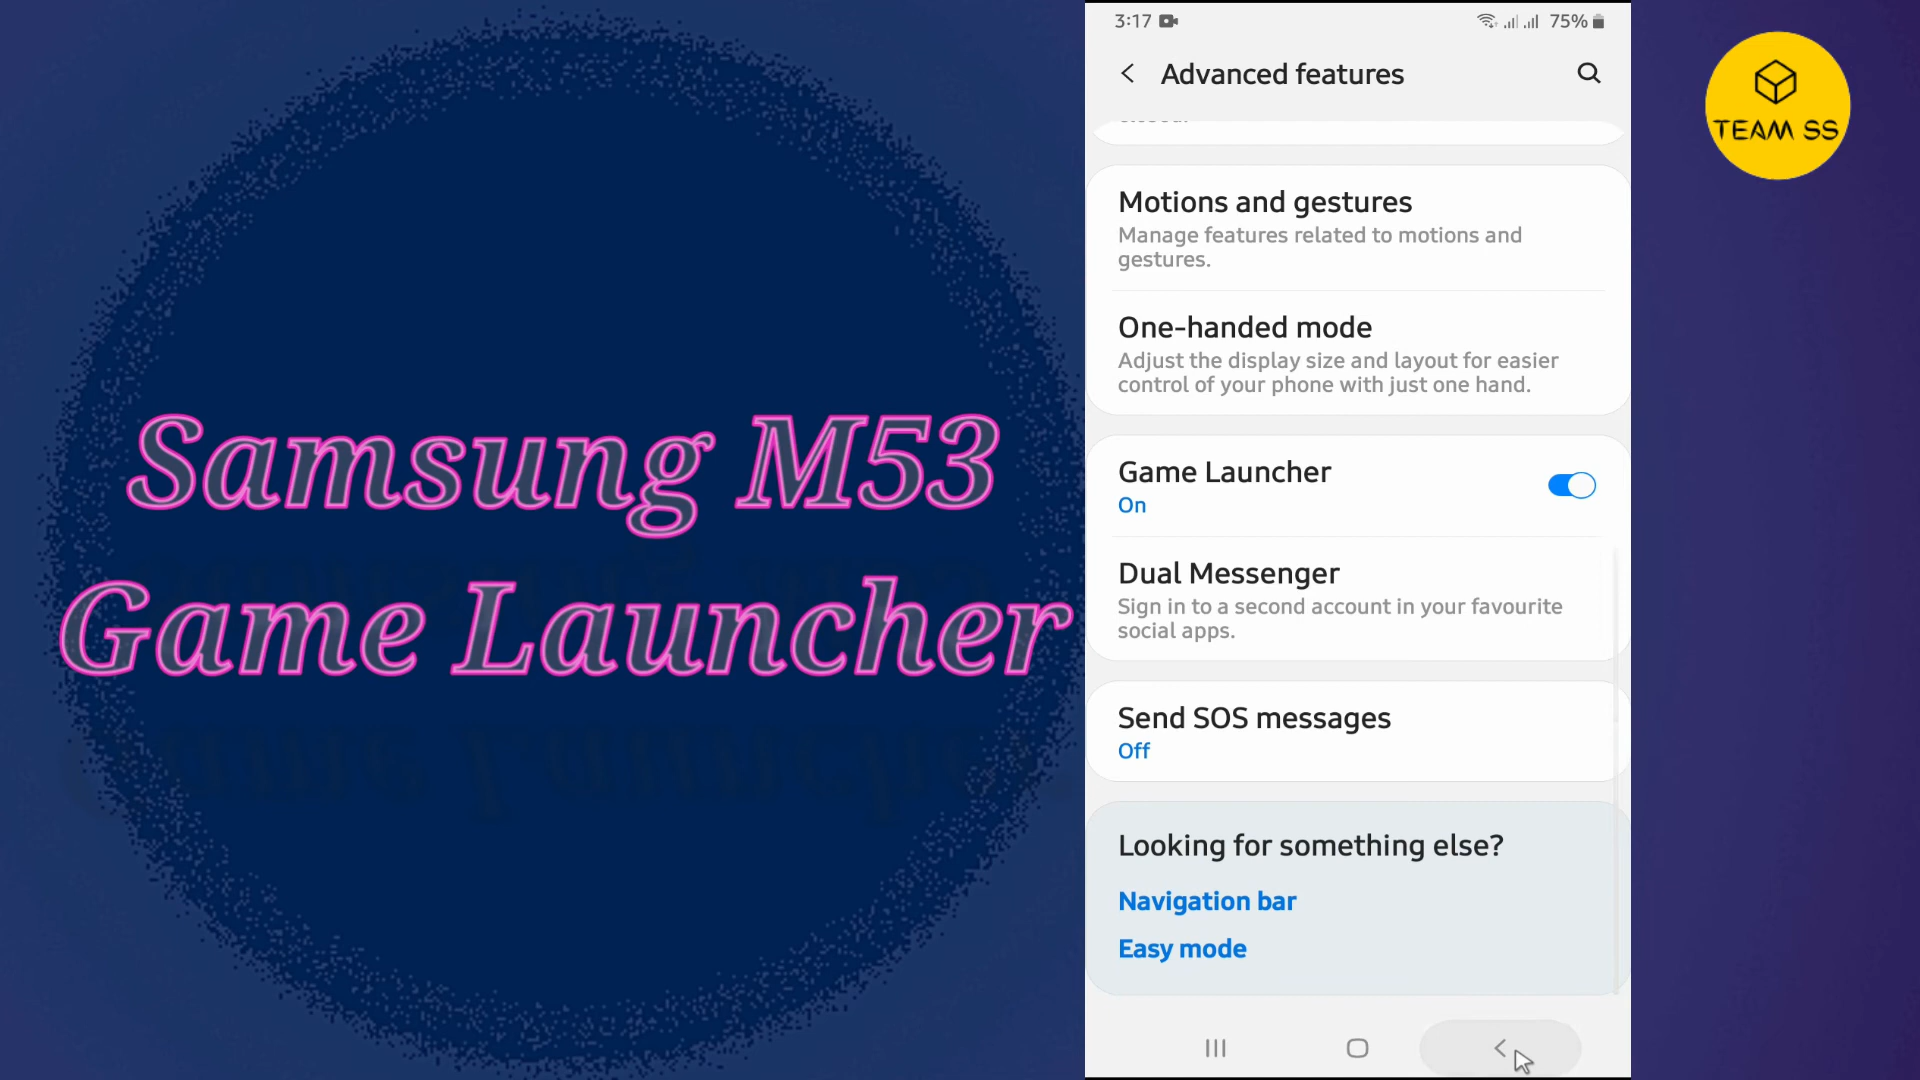 Samsung M53
Game Launcher
3:17
75%
Advanced features
Motions and gestures
Manage features related to motions and
gestures.
One-handed mode
Adjust the display size and layout for easier
control of your phone with just one hand.
Game Launcher
On
Dual Messenger
Sign in to a second account in your favourite
social apps.
Send SOS messages
Off
Looking for something else?
Navigation bar
Easy mode
TEAM SS